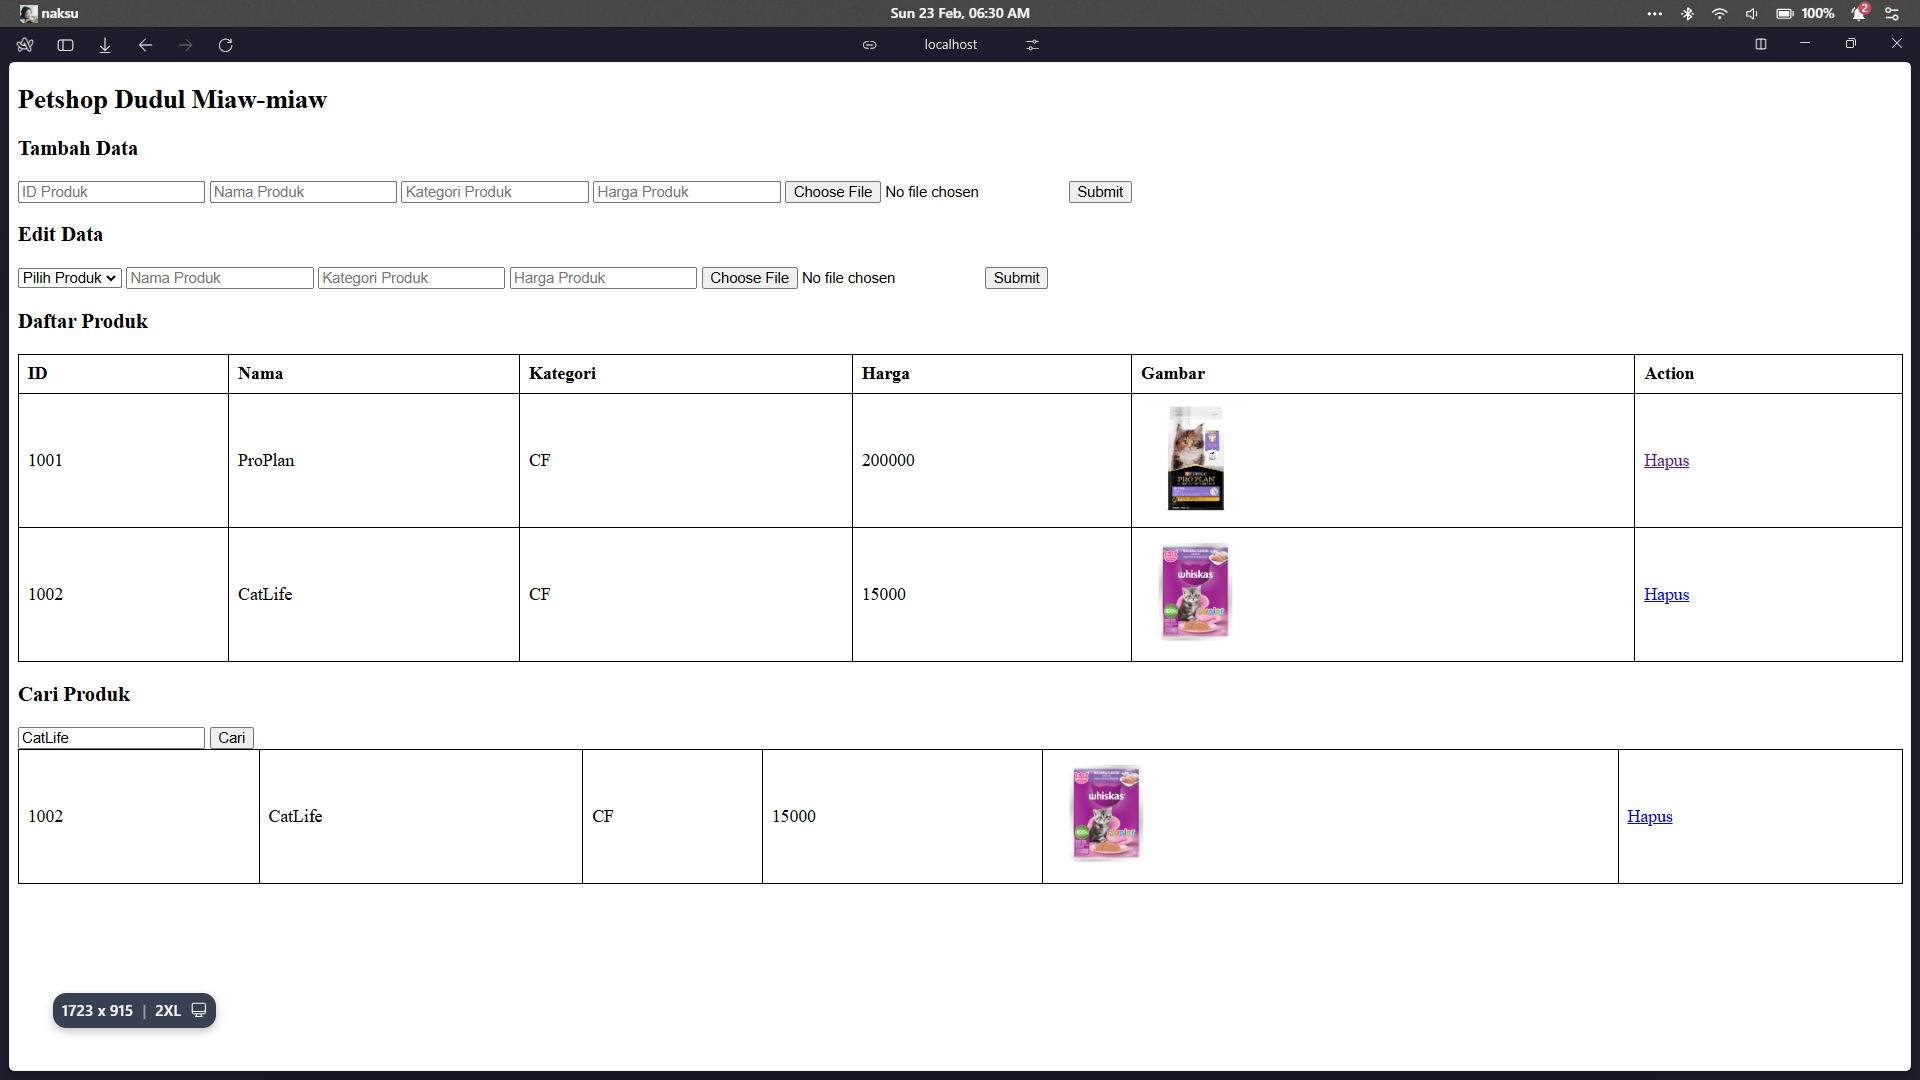 naksu
Sun 23 Feb, 06:30 AM
100%
2
localhost
Petshop Dudul Miaw-miaw
Tambah Data
ID Produk Nama Produk Kategori Produk Harga Produk Choose File No file chosen Submit
Edit Data
Pilih Produk Nama Produk Kategori Produk Harga Produk Choose File No file chosen Submit
Daftar Produk
ID Nama Kategori Harga Gambar Action
1001 ProPlan CF 200000 Hapus
PRO PLAN
1002 CatLife CF 15000 Hapus
whiskas
junior
Cari Produk
CatLife Cari
1002 CatLife CF 15000 Hapus
whiskas
junior
1723 x 915 | 2XL